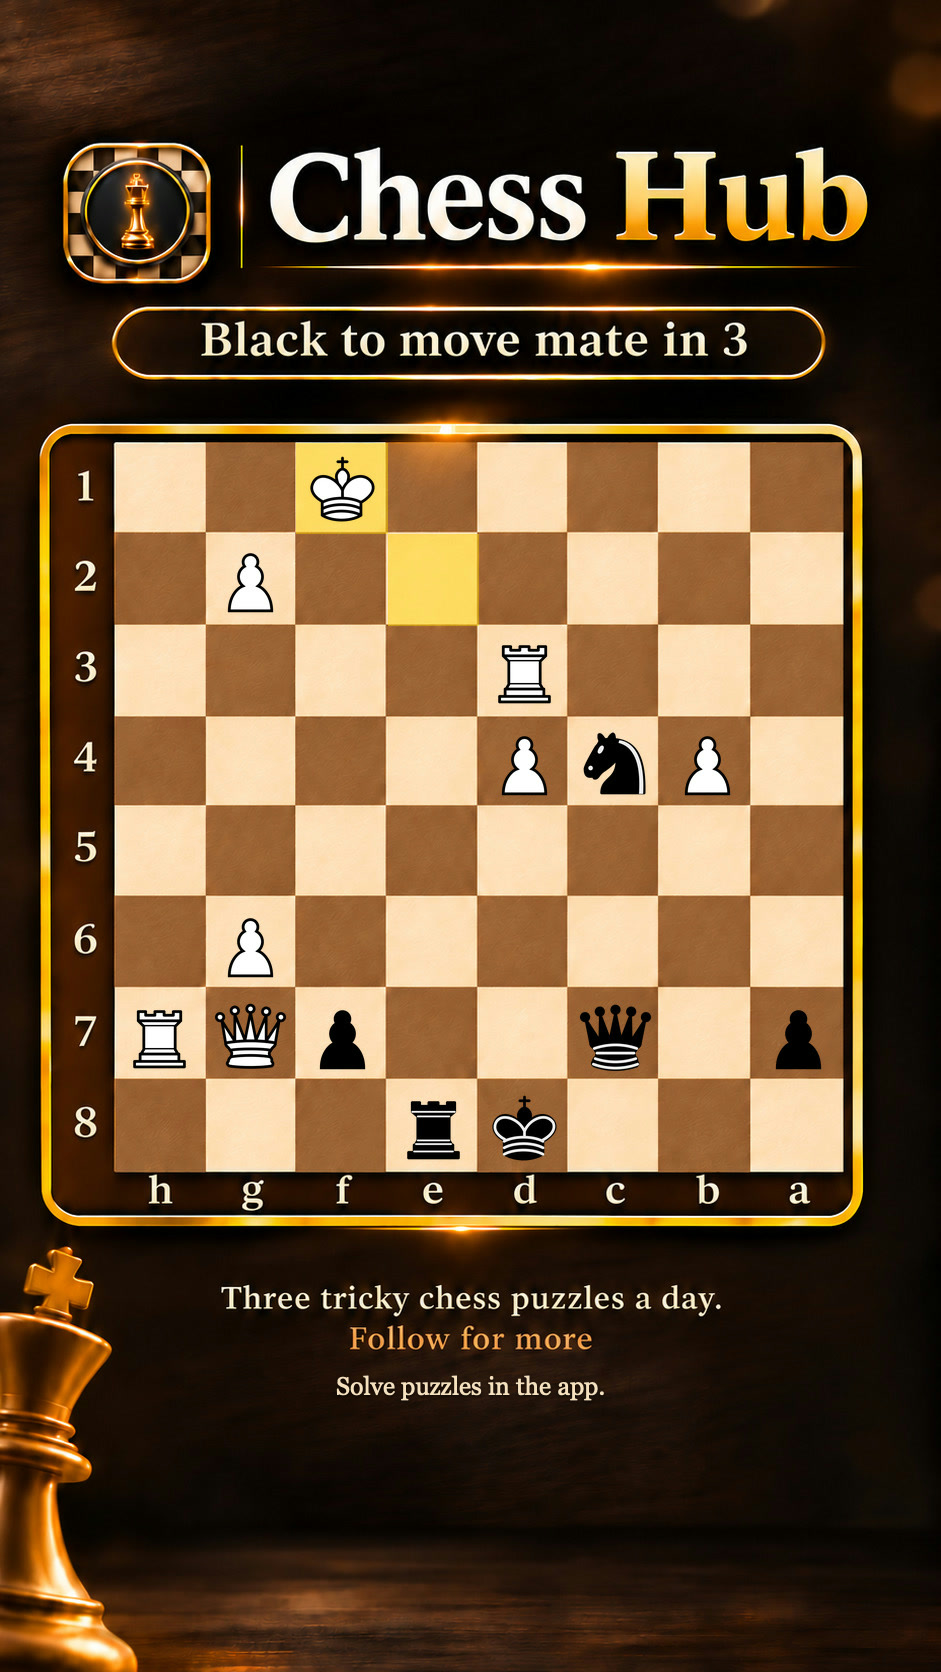 Chess Hub
Black to move mate in 3
1
2
3
4
5
6
7
8
h g f e d c b a
Three tricky chess puzzles a day.
Follow for more
Solve puzzles in the app.